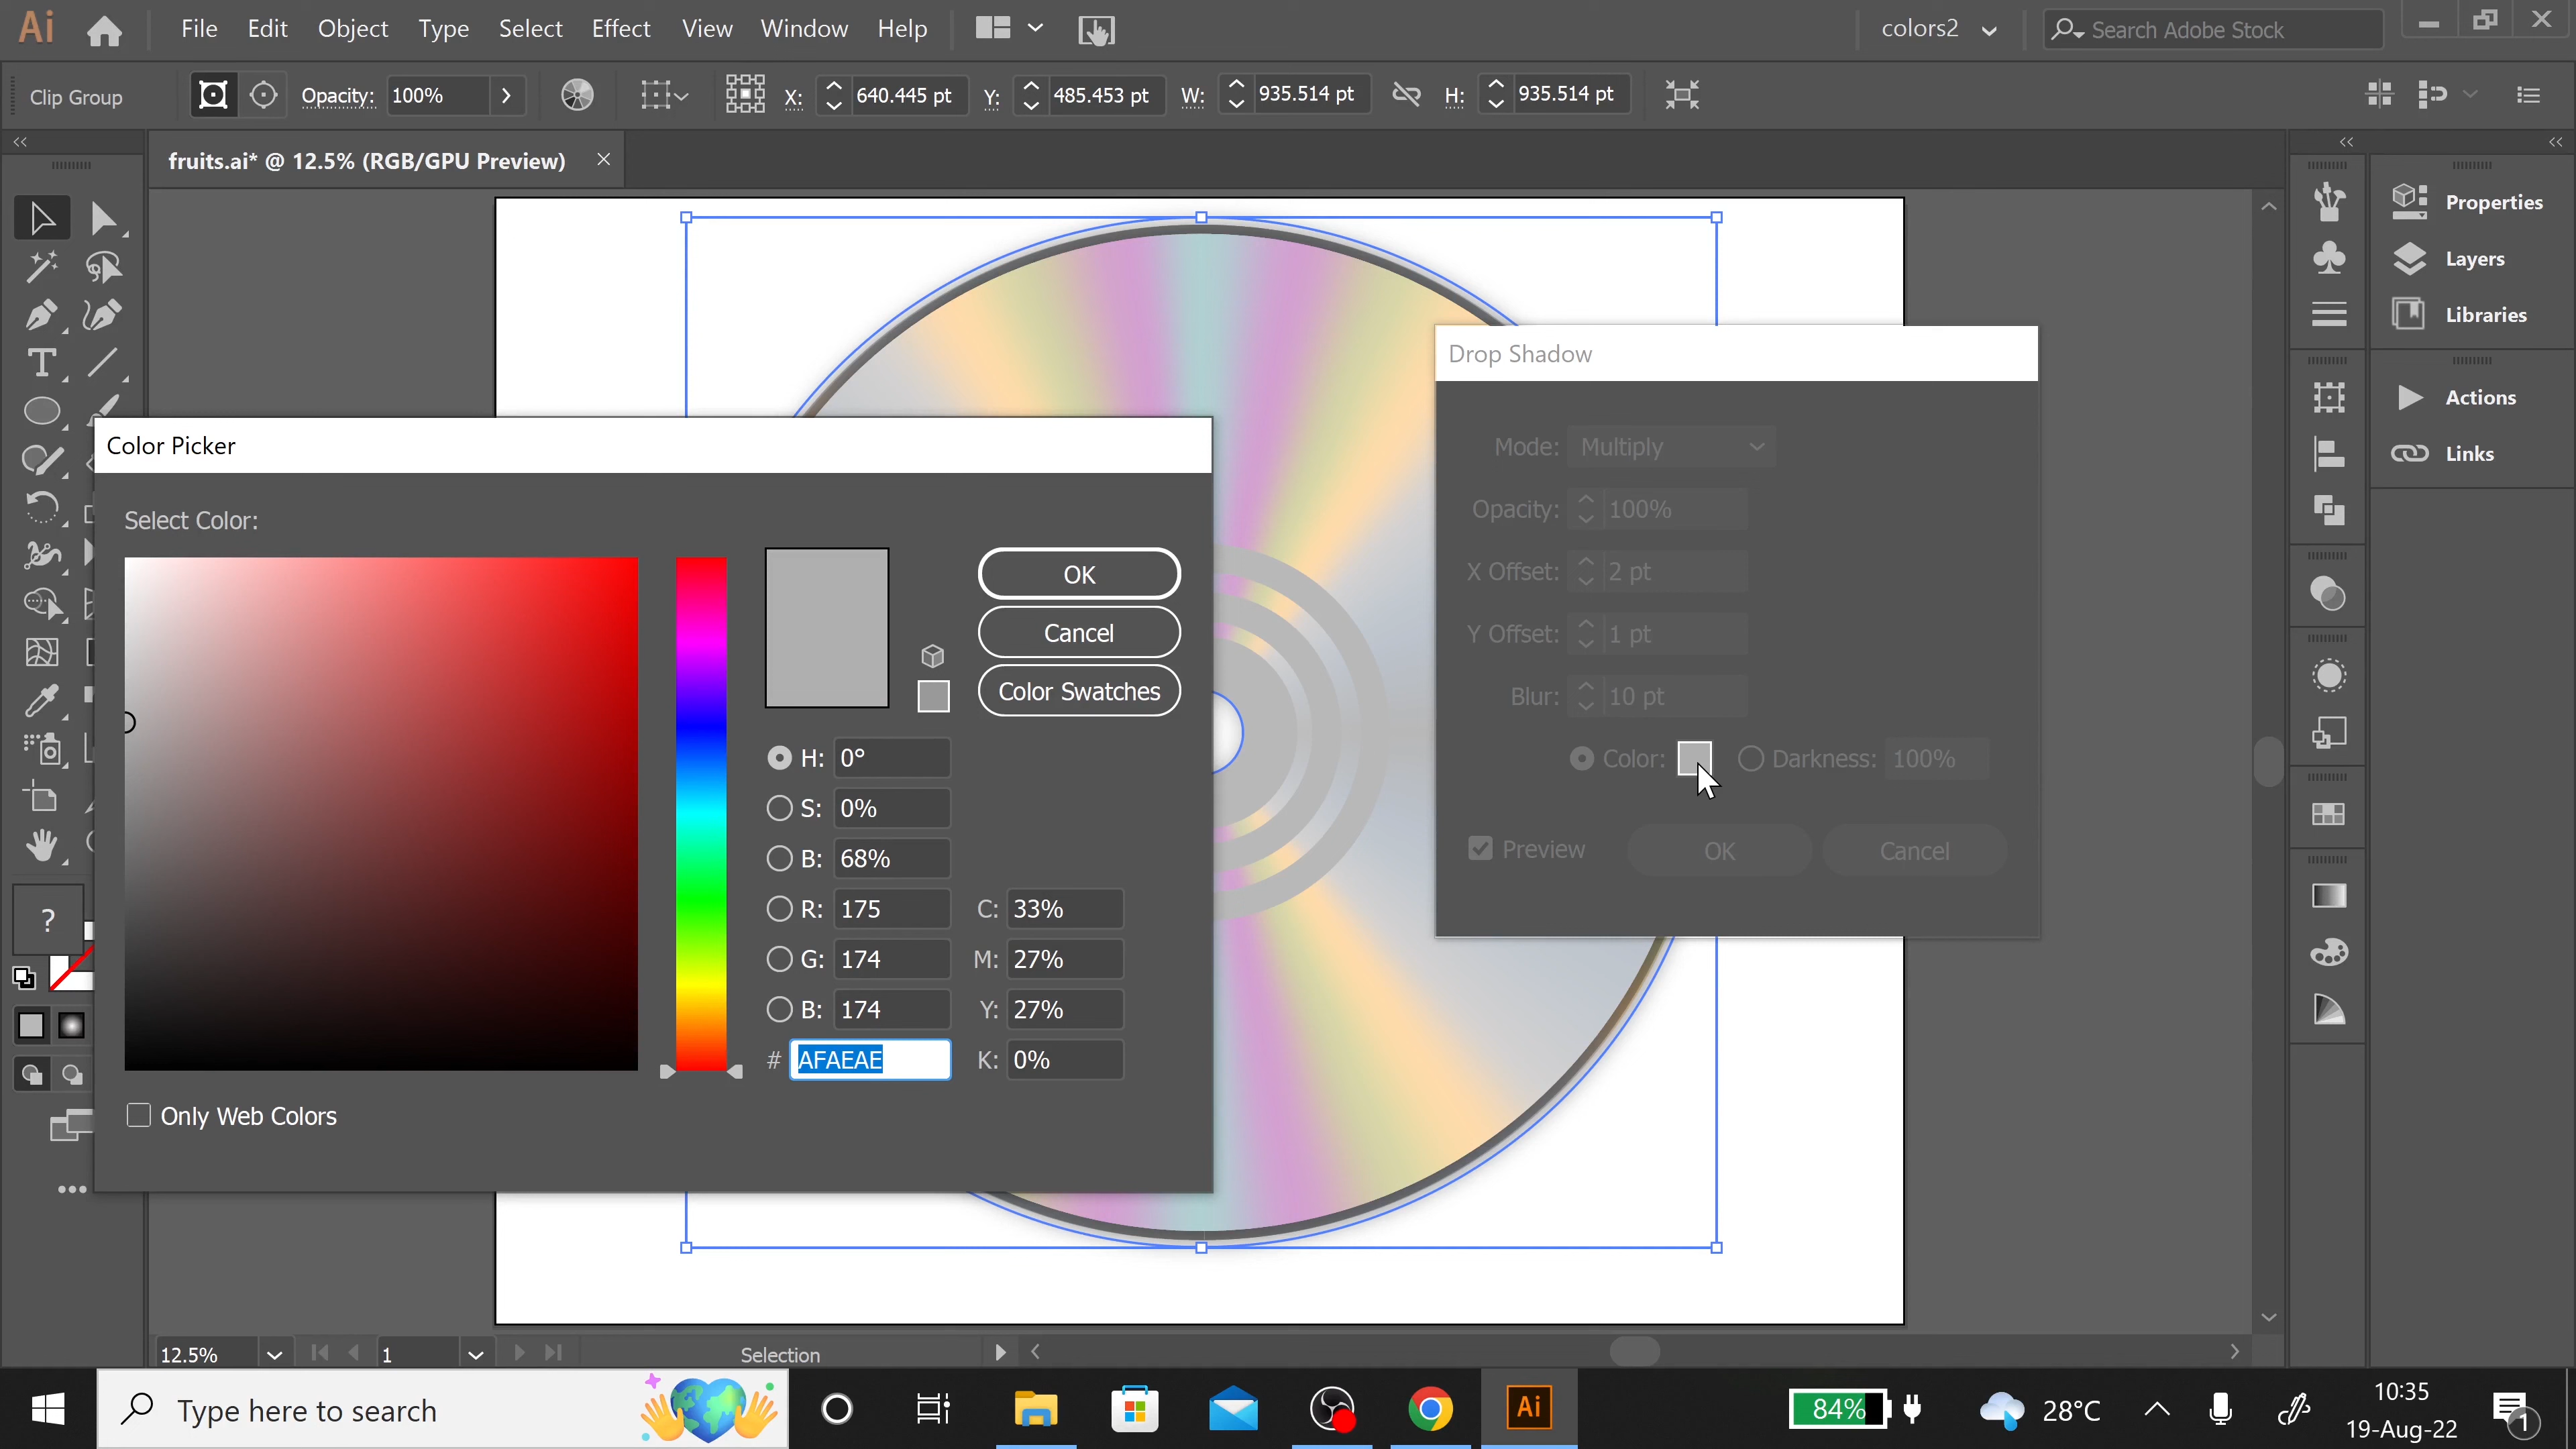 Ai File Edit Object Type Select Effect View Window Help colors2 Search Adobe Stock
Clip Group Opacity: 100% X: 640.445 pt Y: 485.453 pt W: 935.514 pt H: 935.514 pt
fruits.ai* @ 12.5% (RGB/GPU Preview)
Properties
Layers
Libraries
Actions
Links
Color Picker
Select Color:
OK
Cancel
Color Swatches
H: 0°
S: 0%
B: 68%
R: 175 C: 33%
G: 174 M: 27%
B: 174 Y: 27%
# AFAEAE K: 0%
Only Web Colors
Drop Shadow
Mode: Multiply
Opacity: 100%
X Offset: 2 pt
Y Offset: 1 pt
Blur: 10 pt
Color: Darkness: 100%
Preview OK Cancel
?
12.5% 1 Selection
Type here to search Ai 84% 28°C 10:35
19-Aug-22 1